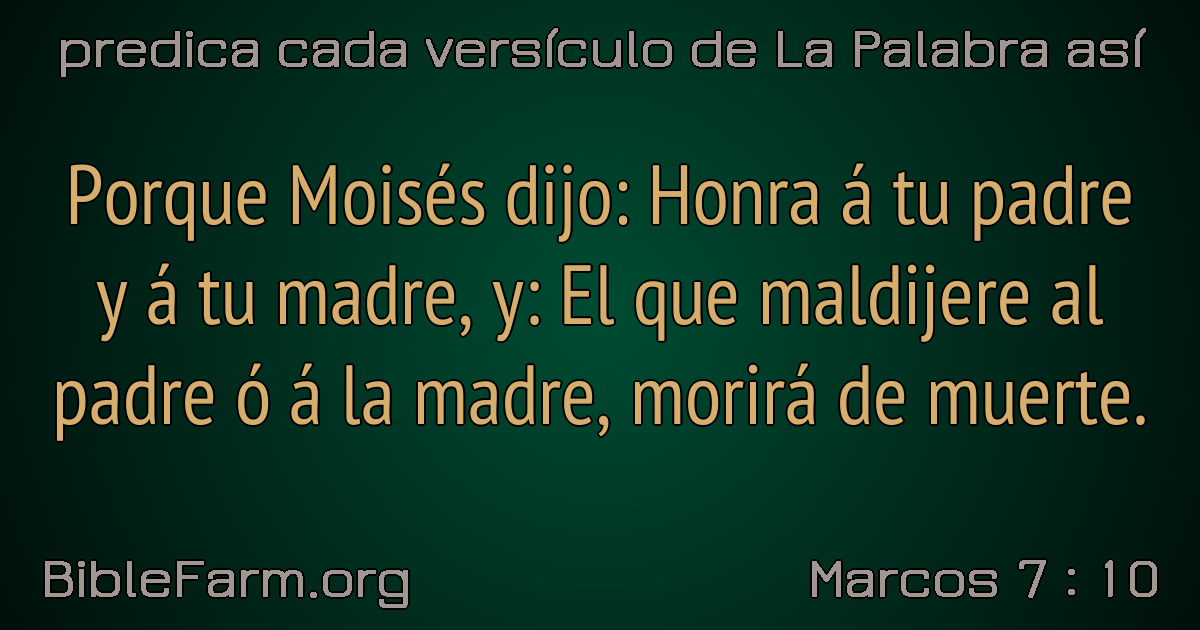 predica cada versículo de La Palabra así
Porque Moisés dijo: Honra á tu padre
y á tu madre, y: El que maldijere al
padre ó á la madre, morirá de muerte.
BibleFarm.org
Marcos 7 : 10